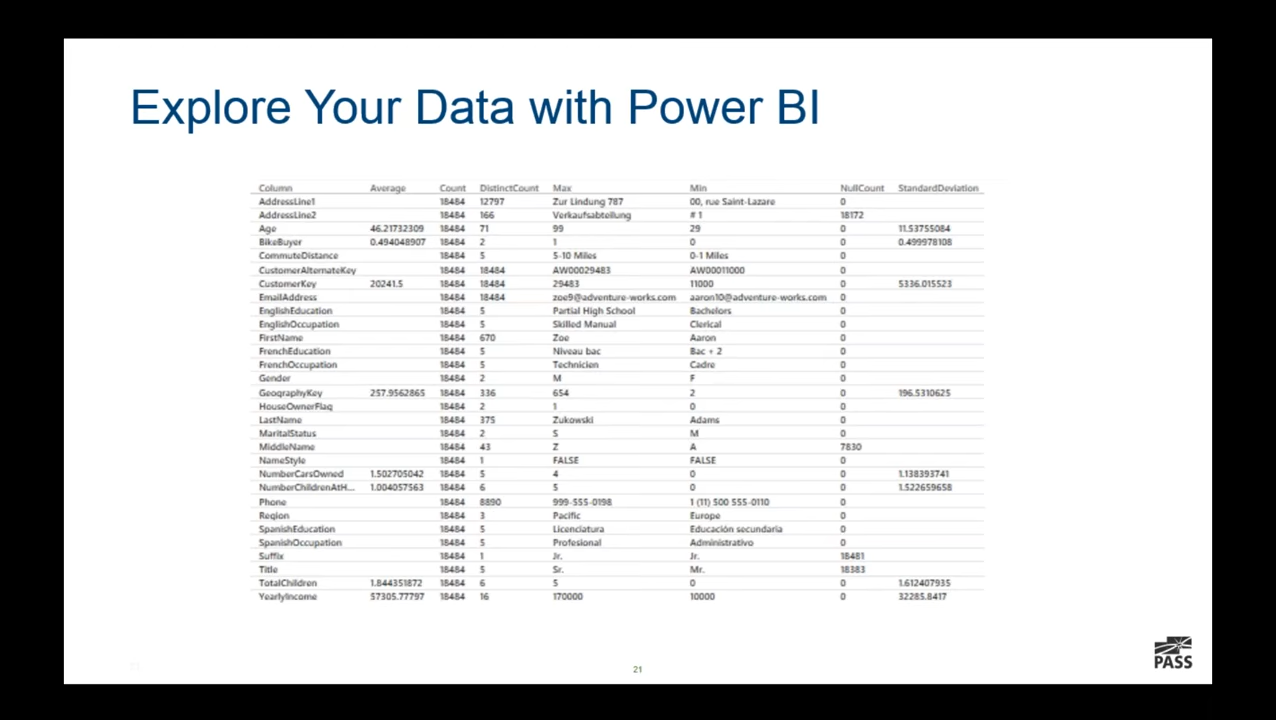 Explore Your Data with Power BI
Column Average Count DistinctCount Max Min NullCount StandardDeviation
AddressLine1 18484 12797 Zur Lindung 787 00, rue Saint-Lazare 0
AddressLine2 18484 166 Verkaufsabteilung # 1 18172
Age 46.21732309 18484 71 99 29 0 11.53755084
BikeBuyer 0.494048907 18484 2 1 0 0 0.499978108
CommuteDistance 18484 5 5-10 Miles 0-1 Miles 0
CustomerAlternateKey 18484 18484 AW00029483 AW00011000 0
CustomerKey 20241.5 18484 18484 29483 11000 0 5336.015523
EmailAddress 18484 18484 zoe9@adventure-works.com aaron10@adventure-works.com 0
EnglishEducation 18484 5 Partial High School Bachelors 0
EnglishOccupation 18484 5 Skilled Manual Clerical 0
FirstName 18484 670 Zoe Aaron 0
FrenchEducation 18484 5 Niveau bac Bac + 2 0
FrenchOccupation 18484 5 Technicien Cadre 0
Gender 18484 2 M F 0
GeographyKey 257.9562865 18484 336 654 2 0 196.5310625
HouseOwnerFlag 18484 2 1 0 0
LastName 18484 375 Zukowski Adams 0
MaritalStatus 18484 2 S M 0
MiddleName 18484 43 Z A 7830
NameStyle 18484 1 FALSE FALSE 0
NumberCarsOwned 1.502705042 18484 5 4 0 0 1.138393741
NumberChildrenAtH... 1.004057563 18484 6 5 0 0 1.522659658
Phone 18484 8890 999-555-0198 1 (11) 500 555-0110 0
Region 18484 3 Pacific Europe 0
SpanishEducation 18484 5 Licenciatura Educación secundaria 0
SpanishOccupation 18484 5 Profesional Administrativo 0
Suffix 18484 1 Jr. Jr. 18481
Title 18484 5 Sr. Mr. 18383
TotalChildren 1.844351872 18484 6 5 0 0 1.612407935
YearlyIncome 57305.77797 18484 16 170000 10000 0 32285.8417
21
PASS